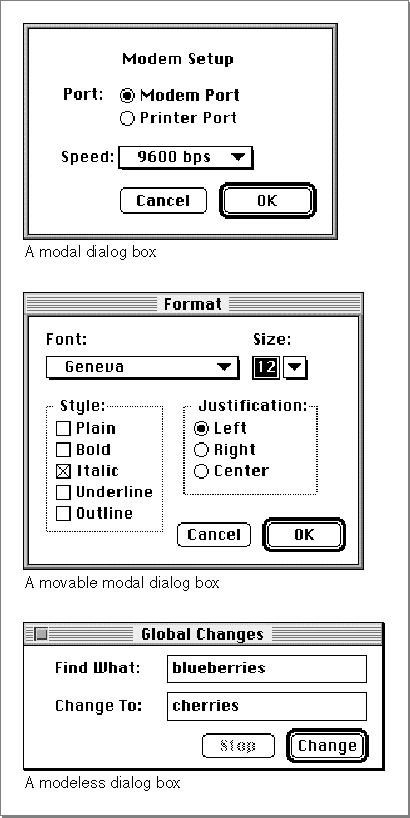 Modem Setup
Port: Modem Port
Printer Port
Speed: 9600 bps
Cancel OK
A modal dialog box
Format
Font: Size:
Geneva 12
Style: Justification:
Plain Left
Bold Right
Italic Center
Underline
Outline
Cancel OK
A movable modal dialog box
Global Changes
Find What: blueberries
Change To: cherries
Stop Change
A modeless dialog box